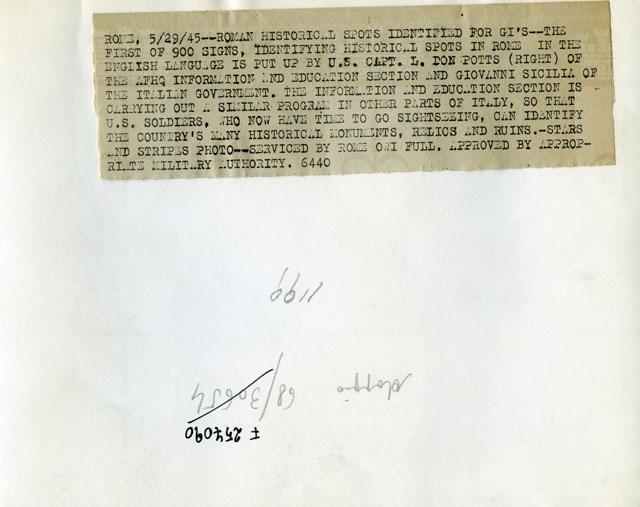 ROME, 5/29/45--ROMAN HISTORICAL SPOTS IDENTIFIED FOR GI'S--THE
FIRST OF 900 SIGNS, IDENTIFYING HISTORICAL SPOTS IN ROME IN THE
ENGLISH LANGUAGE IS PUT UP BY U.S. CAPT. L. DON POTTS (RIGHT) OF
THE AFHQ INFORMATION AND EDUCATION SECTION AND GIOVANNI SICILIA OF
THE ITALIAN GOVERNMENT. THE INFORMATION AND EDUCATION SECTION IS
CARRYING OUT A SIMILAR PROGRAM IN OTHER PARTS OF ITALY, SO THAT
U.S. SOLDIERS, WHO NOW HAVE TIME TO GO SIGHTSEEING, CAN IDENTIFY
THE COUNTRY'S MANY HISTORICAL MONUMENTS, RELICS AND RUINS.-STARS
AND STRIPES PHOTO--SERVICED BY ROME OWI FULL. APPROVED BY APPROP-
RIATE MILITARY AUTHORITY. 6440
1199
68/30654
F 257090